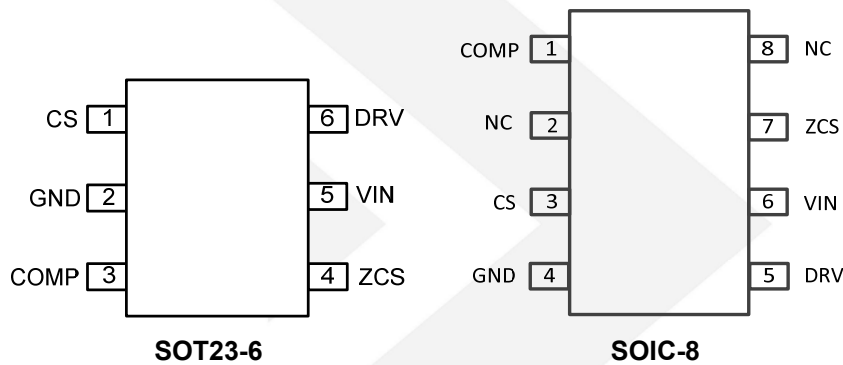 CS 1 6 DRV
GND 2 5 VIN
COMP 3 4 ZCS
SOT23-6
COMP 1 8 NC
NC 2 7 ZCS
CS 3 6 VIN
GND 4 5 DRV
SOIC-8